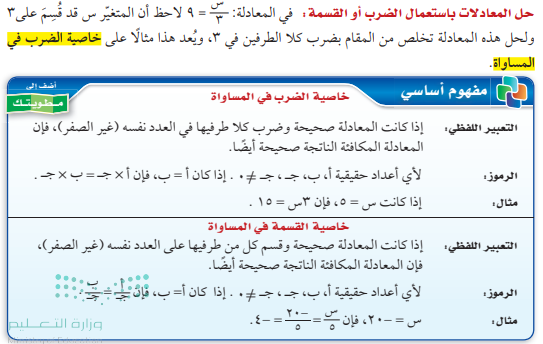 حل المعادلات باستعمال الضرب أو القسمة: في المعادلة: س/٣ = ٩ لاحظ أن المتغيّر س قد قُسِمَ على ٣
ولحل هذه المعادلة تخلص من المقام بضرب كلا الطرفين في ٣، ويُعد هذا مثالًا على خاصية الضرب في
المساواة.
مفهوم أساسي
أضف إلى
مطويتك
خاصية الضرب في المساواة
التعبير اللفظي: إذا كانت المعادلة صحيحة وضرب كلا طرفيها في العدد نفسه (غير الصفر)، فإن
المعادلة المكافئة الناتجة صحيحة أيضًا.
الرموز: لأي أعداد حقيقية أ، ب، جـ، جـ ≠ ٠. إذا كان أ = ب، فإن أ × جـ = ب × جـ.
مثال: إذا كانت س = ٥، فإن ٣س = ١٥.
خاصية القسمة في المساواة
التعبير اللفظي: إذا كانت المعادلة صحيحة وقسم كل من طرفيها على العدد نفسه (غير الصفر)،
فإن المعادلة المكافئة الناتجة صحيحة أيضًا.
الرموز: لأي أعداد حقيقية أ، ب، جـ، جـ ≠ ٠. إذا كان أ = ب، فإن أ/جـ = ب/جـ.
مثال: س = -٢٠، فإن س/٥ = -٢٠/٥ = -٤.
وزارة التعليم